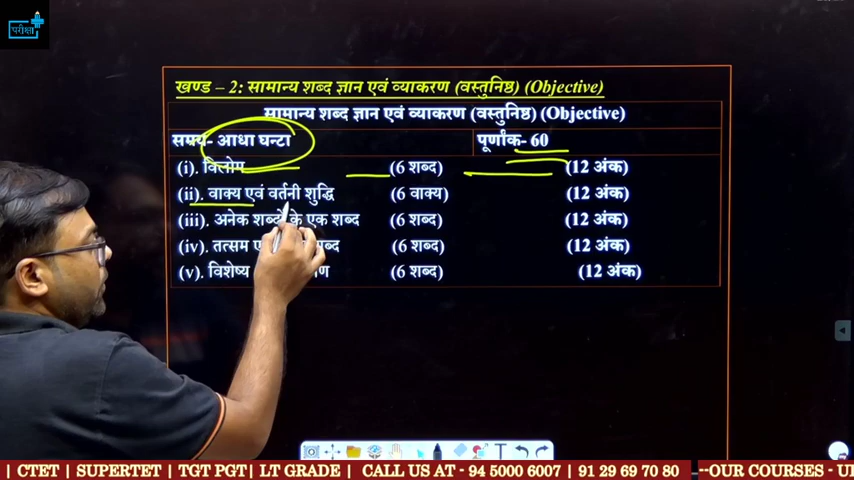 परीक्षा
खण्ड – 2: सामान्य शब्द ज्ञान एवं व्याकरण (वस्तुनिष्ठ) (Objective)
सामान्य शब्द ज्ञान एवं व्याकरण (वस्तुनिष्ठ) (Objective)
समय- आधा घन्टा पूर्णांक- 60
(i). विलोम (6 शब्द) (12 अंक)
(ii). वाक्य एवं वर्तनी शुद्धि (6 वाक्य) (12 अंक)
(iii). अनेक शब्दों के एक शब्द (6 शब्द) (12 अंक)
(iv). तत्सम (6 शब्द) (12 अंक)
(v). विशेष्य (6 शब्द) (12 अंक)
| CTET | SUPERTET | TGT PGT| LT GRADE | CALL US AT - 94 5000 6007 | 91 29 69 70 80 --OUR COURSES -